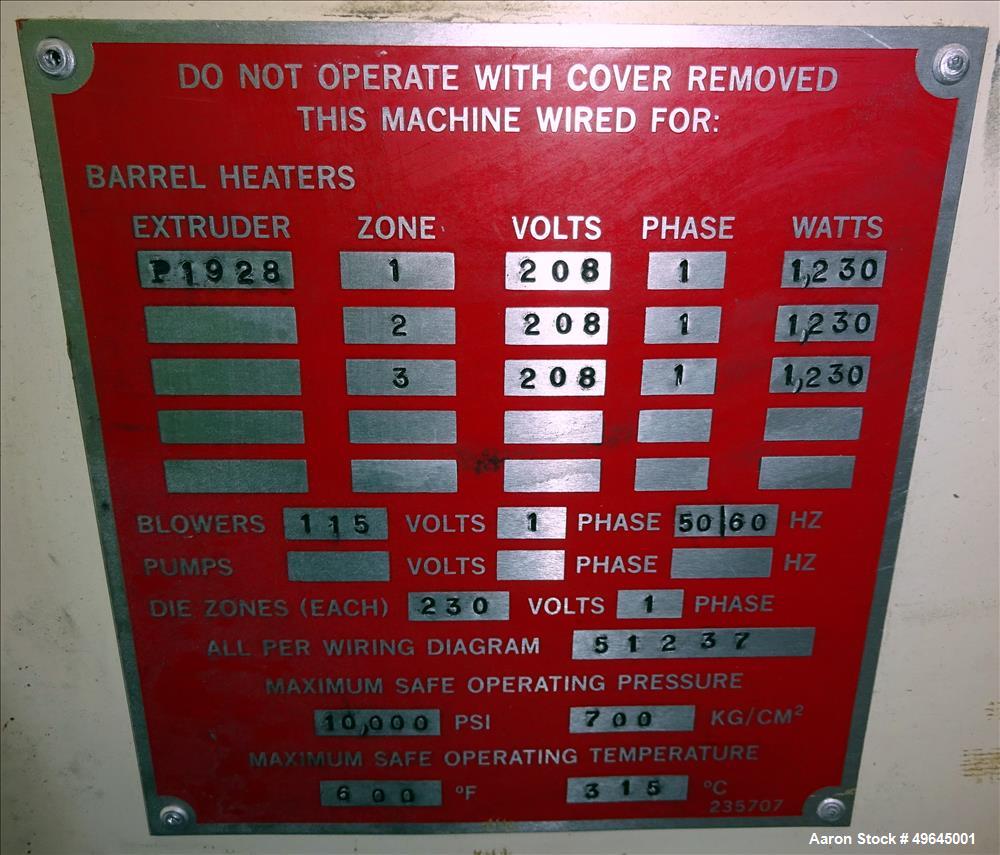 DO NOT OPERATE WITH COVER REMOVED
THIS MACHINE WIRED FOR:
BARREL HEATERS
EXTRUDER ZONE VOLTS PHASE WATTS
P1928 1 208 1 1,230
2 208 1 1,230
3 208 1 1,230
BLOWERS 115 VOLTS 1 PHASE 50|60 HZ
PUMPS VOLTS PHASE HZ
DIE ZONES (EACH) 230 VOLTS 1 PHASE
ALL PER WIRING DIAGRAM 51237
MAXIMUM SAFE OPERATING PRESSURE
10,000 PSI 700 KG/CM²
MAXIMUM SAFE OPERATING TEMPERATURE
600 °F 315 °C
235707
Aaron Stock # 49645001